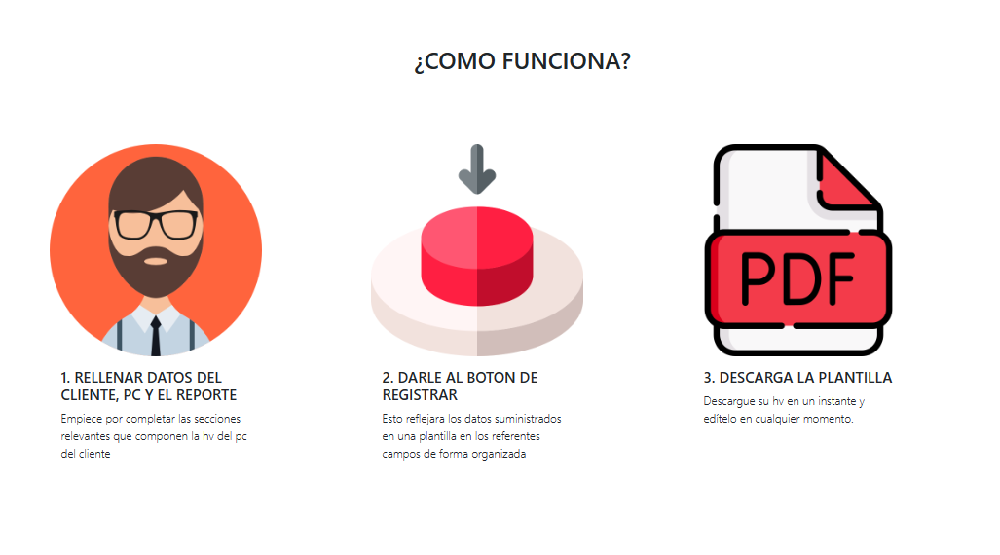 ¿COMO FUNCIONA?
PDF
1. RELLENAR DATOS DEL
CLIENTE, PC Y EL REPORTE
Empiece por completar las secciones
relevantes que componen la hv del pc
del cliente
2. DARLE AL BOTON DE
REGISTRAR
Esto reflejara los datos suministrados
en una plantilla en los referentes
campos de forma organizada
3. DESCARGA LA PLANTILLA
Descargue su hv en un instante y
edítelo en cualquier momento.